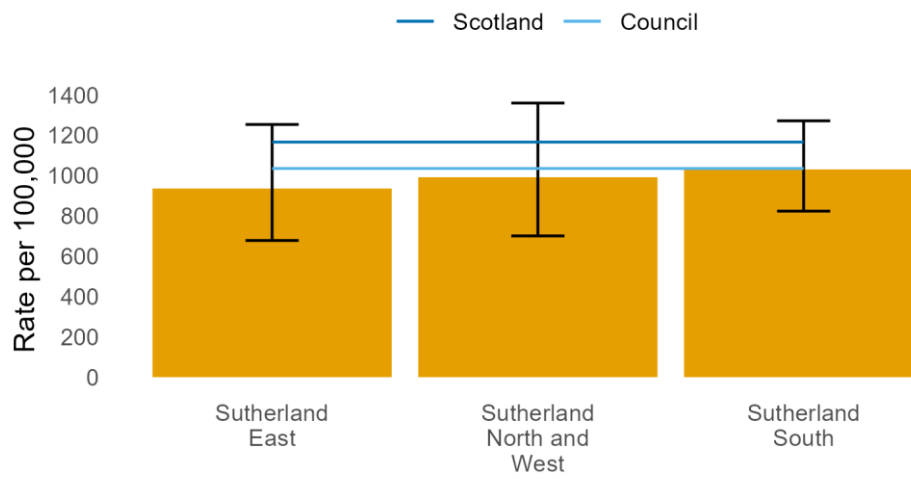 Scotland Council
1400
1200
1000
800
600
400
200
0
Rate per 100,000
Sutherland East
Sutherland North and West
Sutherland South